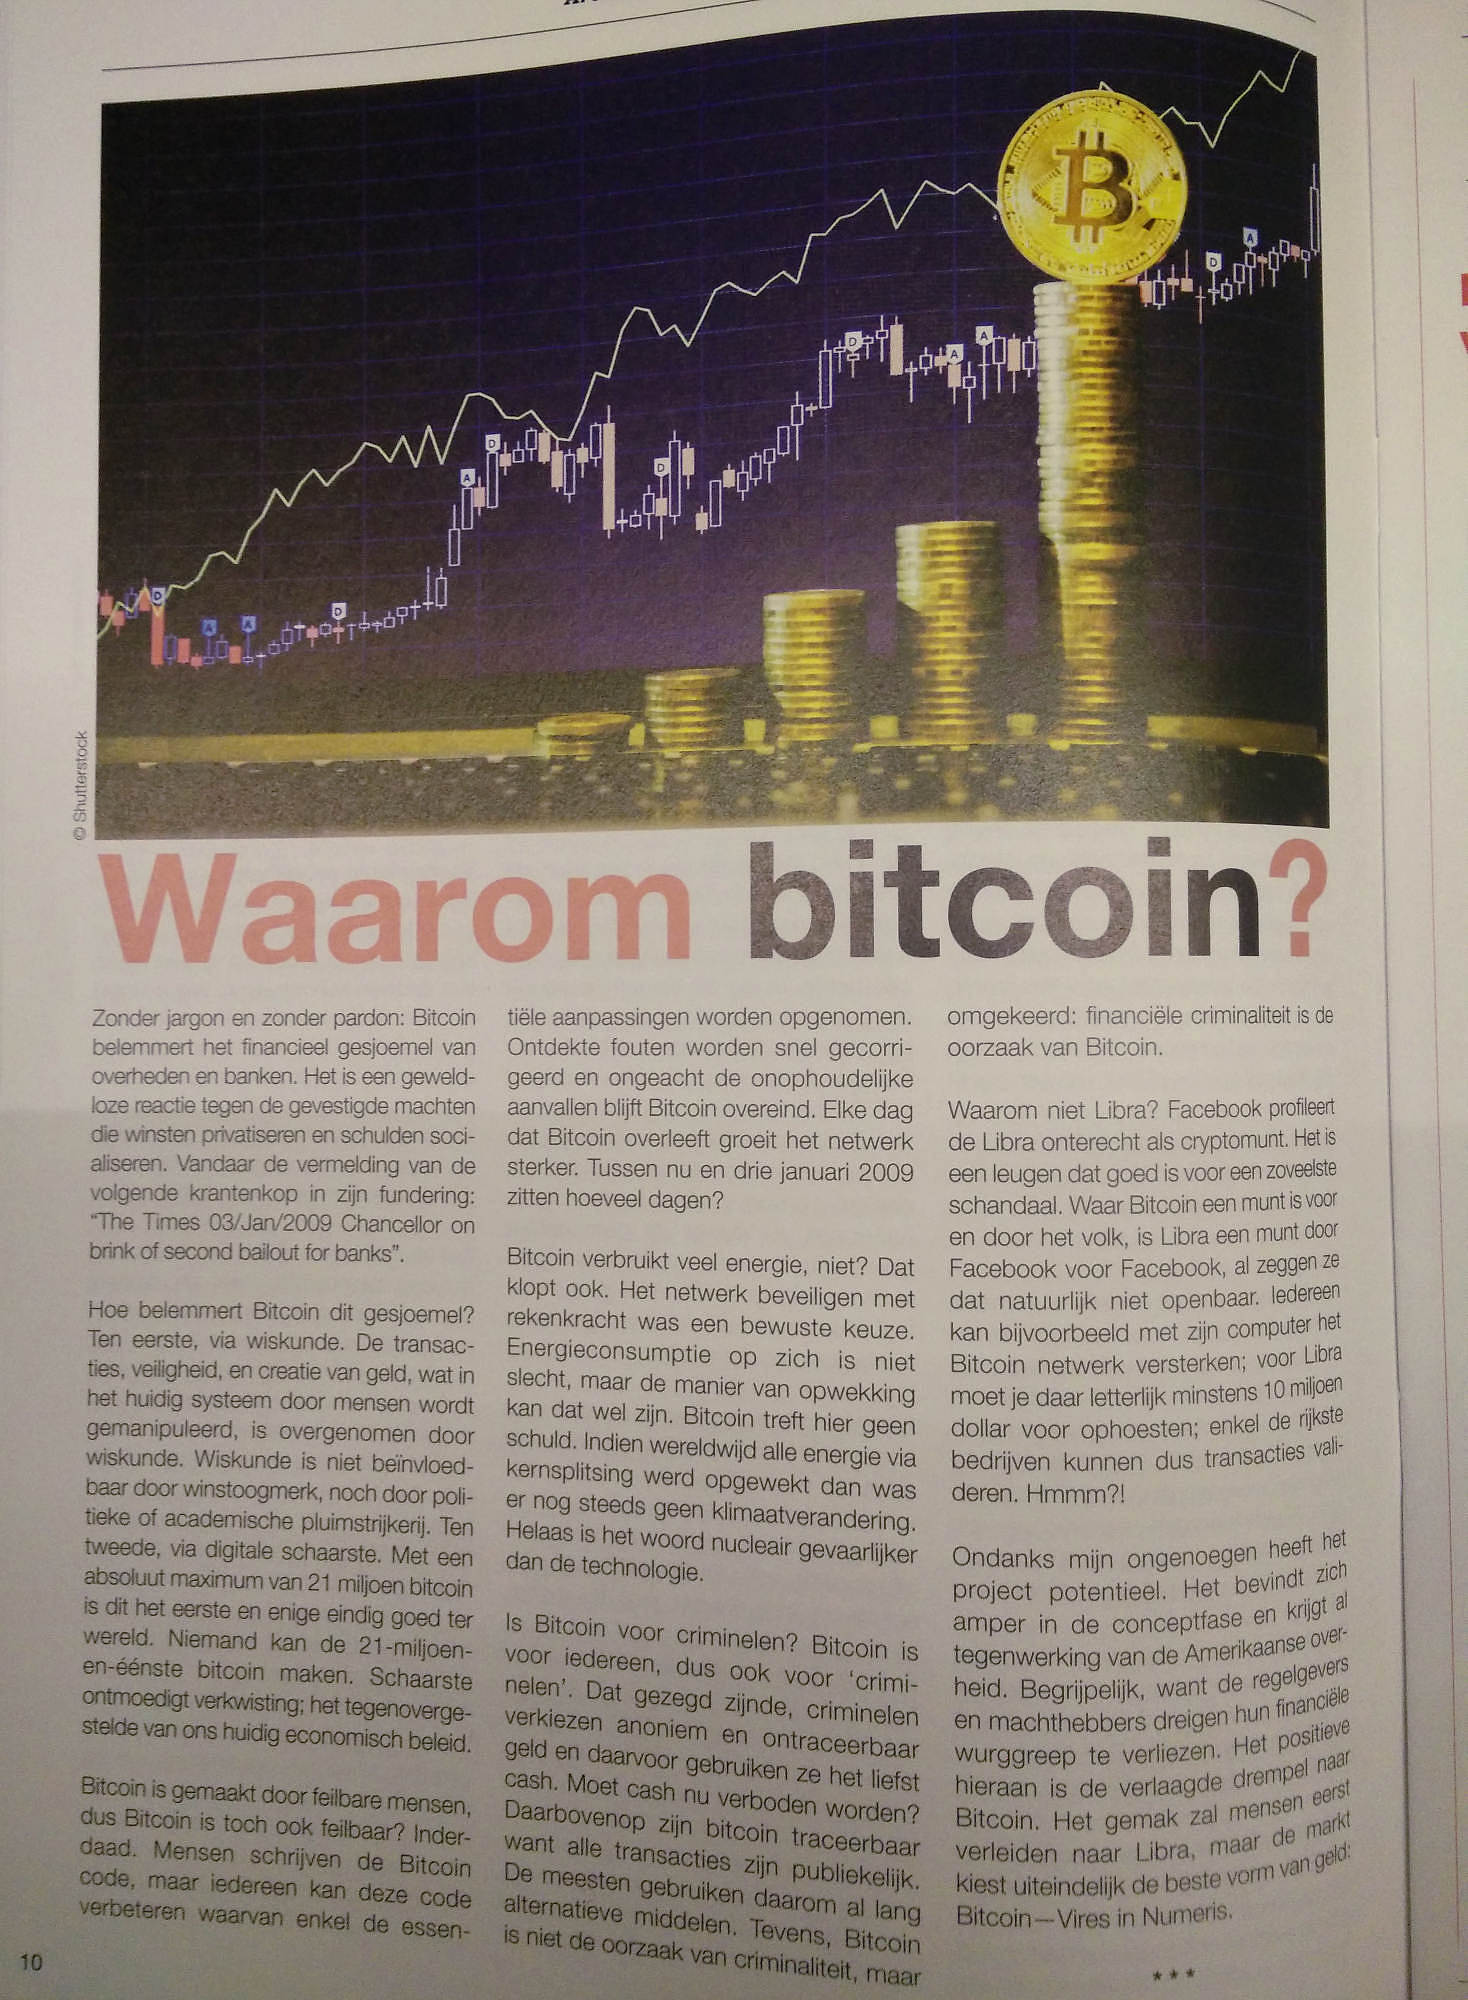 © Shutterstock
Waarom bitcoin?
Zonder jargon en zonder pardon: Bitcoin
belemmert het financieel gesjoemel van
overheden en banken. Het is een geweld-
loze reactie tegen de gevestigde machten
die winsten privatiseren en schulden soci-
aliseren. Vandaar de vermelding van de
volgende krantenkop in zijn fundering:
“The Times 03/Jan/2009 Chancellor on
brink of second bailout for banks”.
Hoe belemmert Bitcoin dit gesjoemel?
Ten eerste, via wiskunde. De transac-
ties, veiligheid, en creatie van geld, wat in
het huidig systeem door mensen wordt
gemanipuleerd, is overgenomen door
wiskunde. Wiskunde is niet beïnvloed-
baar door winstoogmerk, noch door poli-
tieke of academische pluimstrijkerij. Ten
tweede, via digitale schaarste. Met een
absoluut maximum van 21 miljoen bitcoin
is dit het eerste en enige eindig goed ter
wereld. Niemand kan de 21-miljoen-
en-éénste bitcoin maken. Schaarste
ontmoedigt verkwisting; het tegenoverge-
stelde van ons huidig economisch beleid.
Bitcoin is gemaakt door feilbare mensen,
dus Bitcoin is toch ook feilbaar? Inder-
daad. Mensen schrijven de Bitcoin
code, maar iedereen kan deze code
verbeteren waarvan enkel de essen-
tiële aanpassingen worden opgenomen.
Ontdekte fouten worden snel gecorri-
geerd en ongeacht de onophoudelijke
aanvallen blijft Bitcoin overeind. Elke dag
dat Bitcoin overleeft groeit het netwerk
sterker. Tussen nu en drie januari 2009
zitten hoeveel dagen?
Bitcoin verbruikt veel energie, niet? Dat
klopt ook. Het netwerk beveiligen met
rekenkracht was een bewuste keuze.
Energieconsumptie op zich is niet
slecht, maar de manier van opwekking
kan dat wel zijn. Bitcoin treft hier geen
schuld. Indien wereldwijd alle energie via
kernsplitsing werd opgewekt dan was
er nog steeds geen klimaatverandering.
Helaas is het woord nucleair gevaarlijker
dan de technologie.
Is Bitcoin voor criminelen? Bitcoin is
voor iedereen, dus ook voor ‘crimi-
nelen’. Dat gezegd zijnde, criminelen
verkiezen anoniem en ontraceerbaar
geld en daarvoor gebruiken ze het liefst
cash. Moet cash nu verboden worden?
Daarbovenop zijn bitcoin traceerbaar
want alle transacties zijn publiekelijk.
De meesten gebruiken daarom al lang
alternatieve middelen. Tevens, Bitcoin
is niet de oorzaak van criminaliteit, maar
omgekeerd: financiële criminaliteit is de
oorzaak van Bitcoin.
Waarom niet Libra? Facebook profileert
de Libra onterecht als cryptomunt. Het is
een leugen dat goed is voor een zoveelste
schandaal. Waar Bitcoin een munt is voor
en door het volk, is Libra een munt door
Facebook voor Facebook, al zeggen ze
dat natuurlijk niet openbaar. Iedereen
kan bijvoorbeeld met zijn computer het
Bitcoin netwerk versterken; voor Libra
moet je daar letterlijk minstens 10 miljoen
dollar voor ophoesten; enkel de rijkste
bedrijven kunnen dus transacties vali-
deren. Hmmm?!
Ondanks mijn ongenoegen heeft het
project potentieel. Het bevindt zich
amper in de conceptfase en krijgt al
tegenwerking van de Amerikaanse over-
heid. Begrijpelijk, want de regelgevers
en machthebbers dreigen hun financiële
wurggreep te verliezen. Het positieve
hieraan is de verlaagde drempel naar
Bitcoin. Het gemak zal mensen eerst
verleiden naar Libra, maar de markt
kiest uiteindelijk de beste vorm van geld:
Bitcoin—Vires in Numeris.
***
10